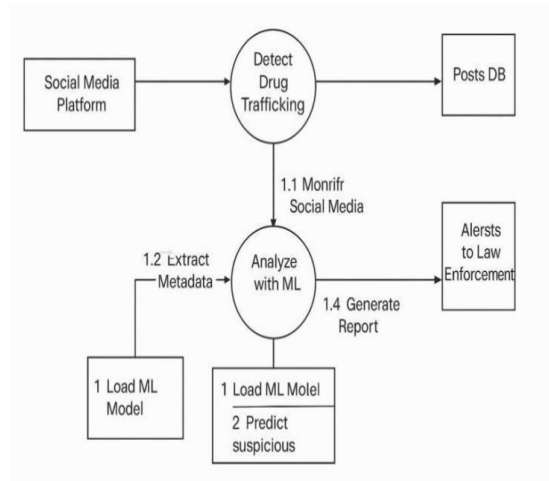 Detect
Drug
Trafficking
Social Media
Platform
Posts DB
1.1 Monrifr
Social Media
Alersts
to Law
Enforcement
1.2 Extract
Metadata
Analyze
with ML
1.4 Generate
Report
1 Load ML
Model
1 Load ML Molel
2 Predict
suspicious